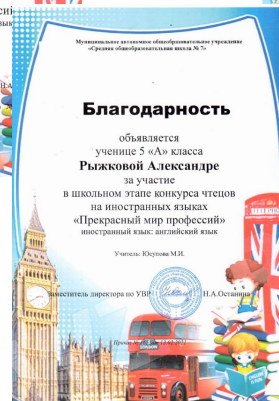 Муниципальное автономное общеобразовательное учреждение
«Средняя общеобразовательная школа № 7»
Благодарность
объявляется
ученице 5 «А» класса
Рыжковой Александре
за участие
в школьном этапе конкурса чтецов
на иностранных языках
«Прекрасный мир профессий»
иностранный язык: английский язык
Учитель: Юсупова М.И.
Заместитель директора по УВР
Н.А.Останина
Приказ №